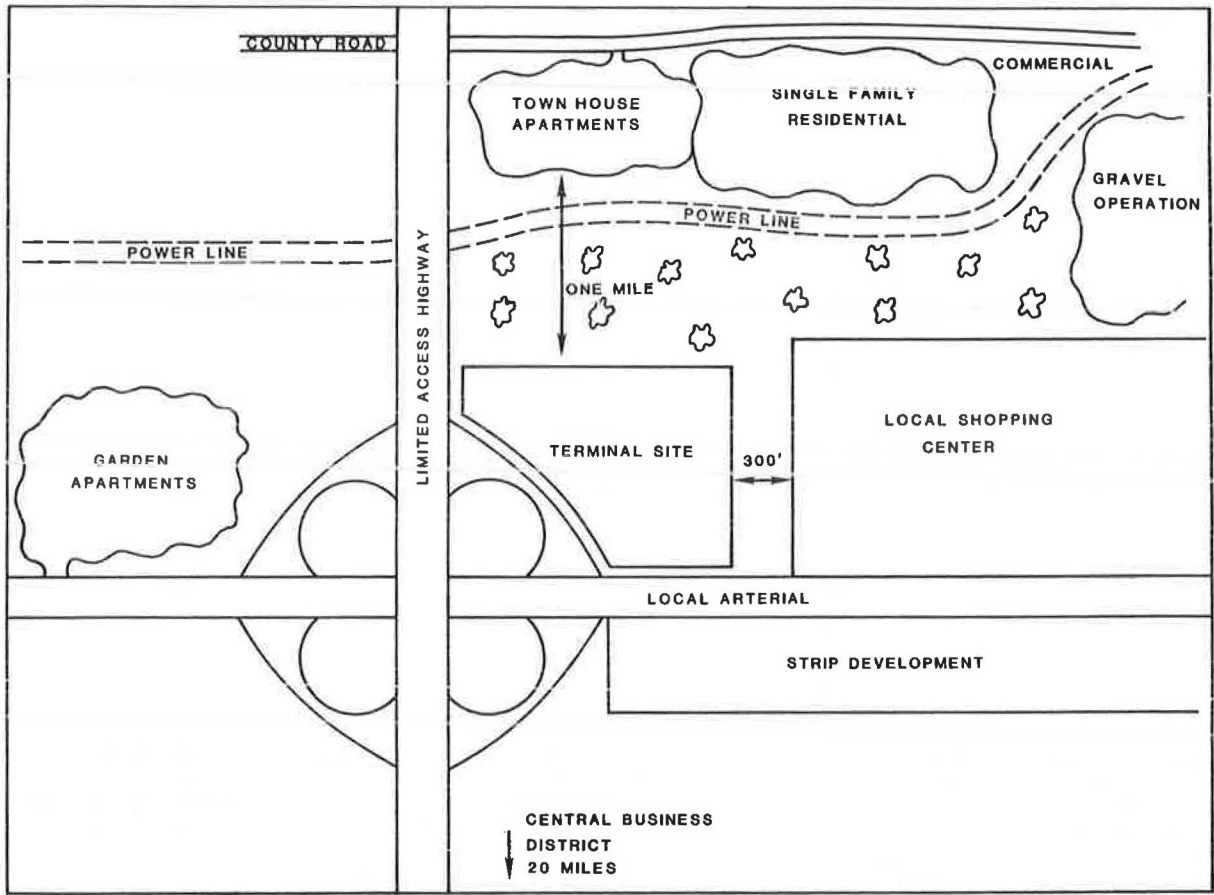 COUNTY ROAD
COMMERCIAL
TOWN HOUSE
APARTMENTS
SINGLE FAMILY
RESIDENTIAL
GRAVEL
OPERATION
POWER LINE
POWER LINE
LIMITED ACCESS HIGHWAY
ONE MILE
GARDEN
APARTMENTS
TERMINAL SITE
300'
LOCAL SHOPPING
CENTER
LOCAL ARTERIAL
STRIP DEVELOPMENT
CENTRAL BUSINESS
DISTRICT
20 MILES